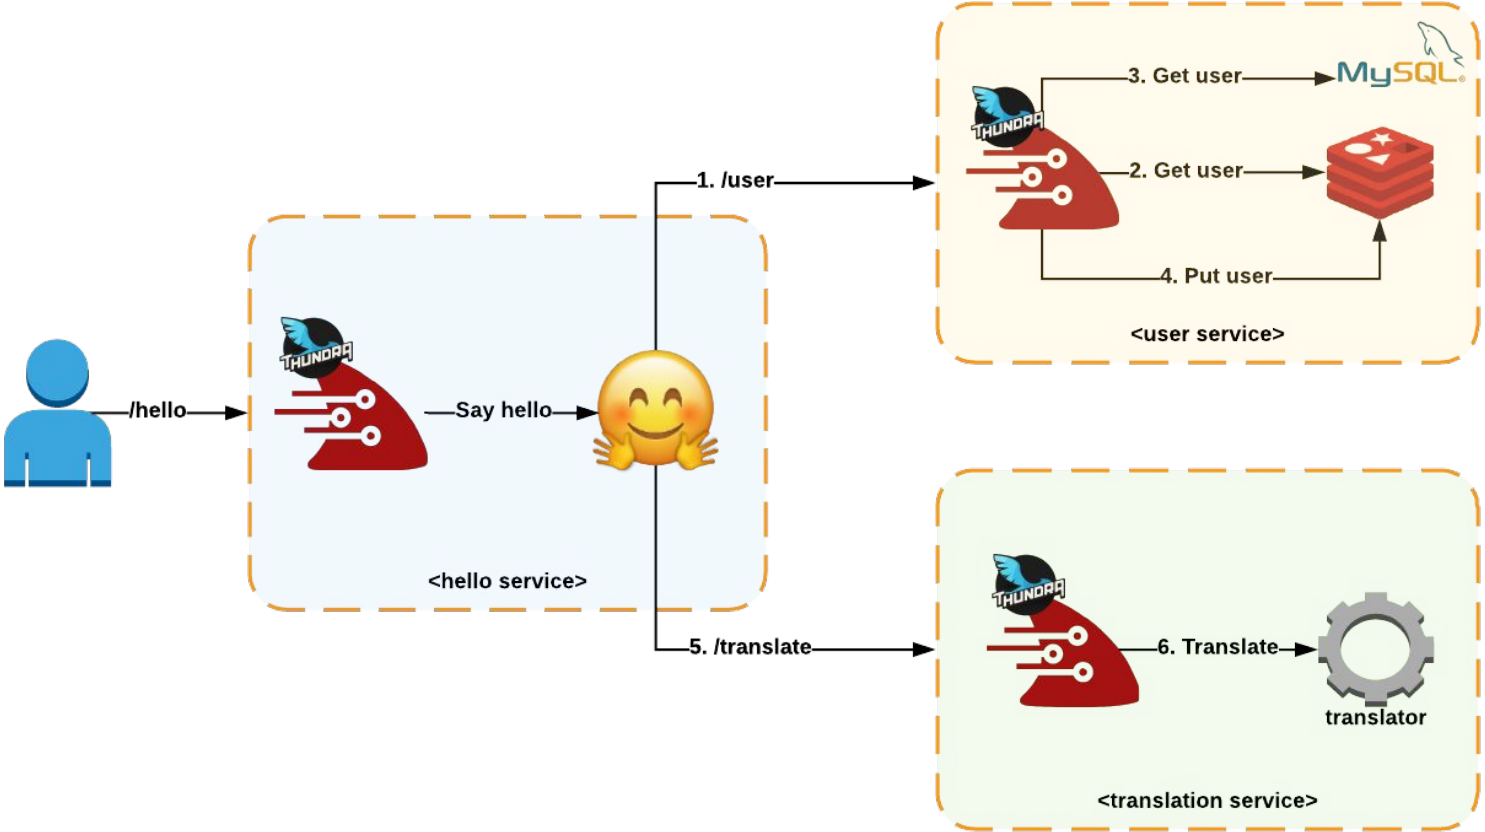 /hello
THUNDRA
Say hello
<hello service>
1. /user
5. /translate
THUNDRA
3. Get user
MySQL®
2. Get user
4. Put user
<user service>
THUNDRA
6. Translate
translator
<translation service>